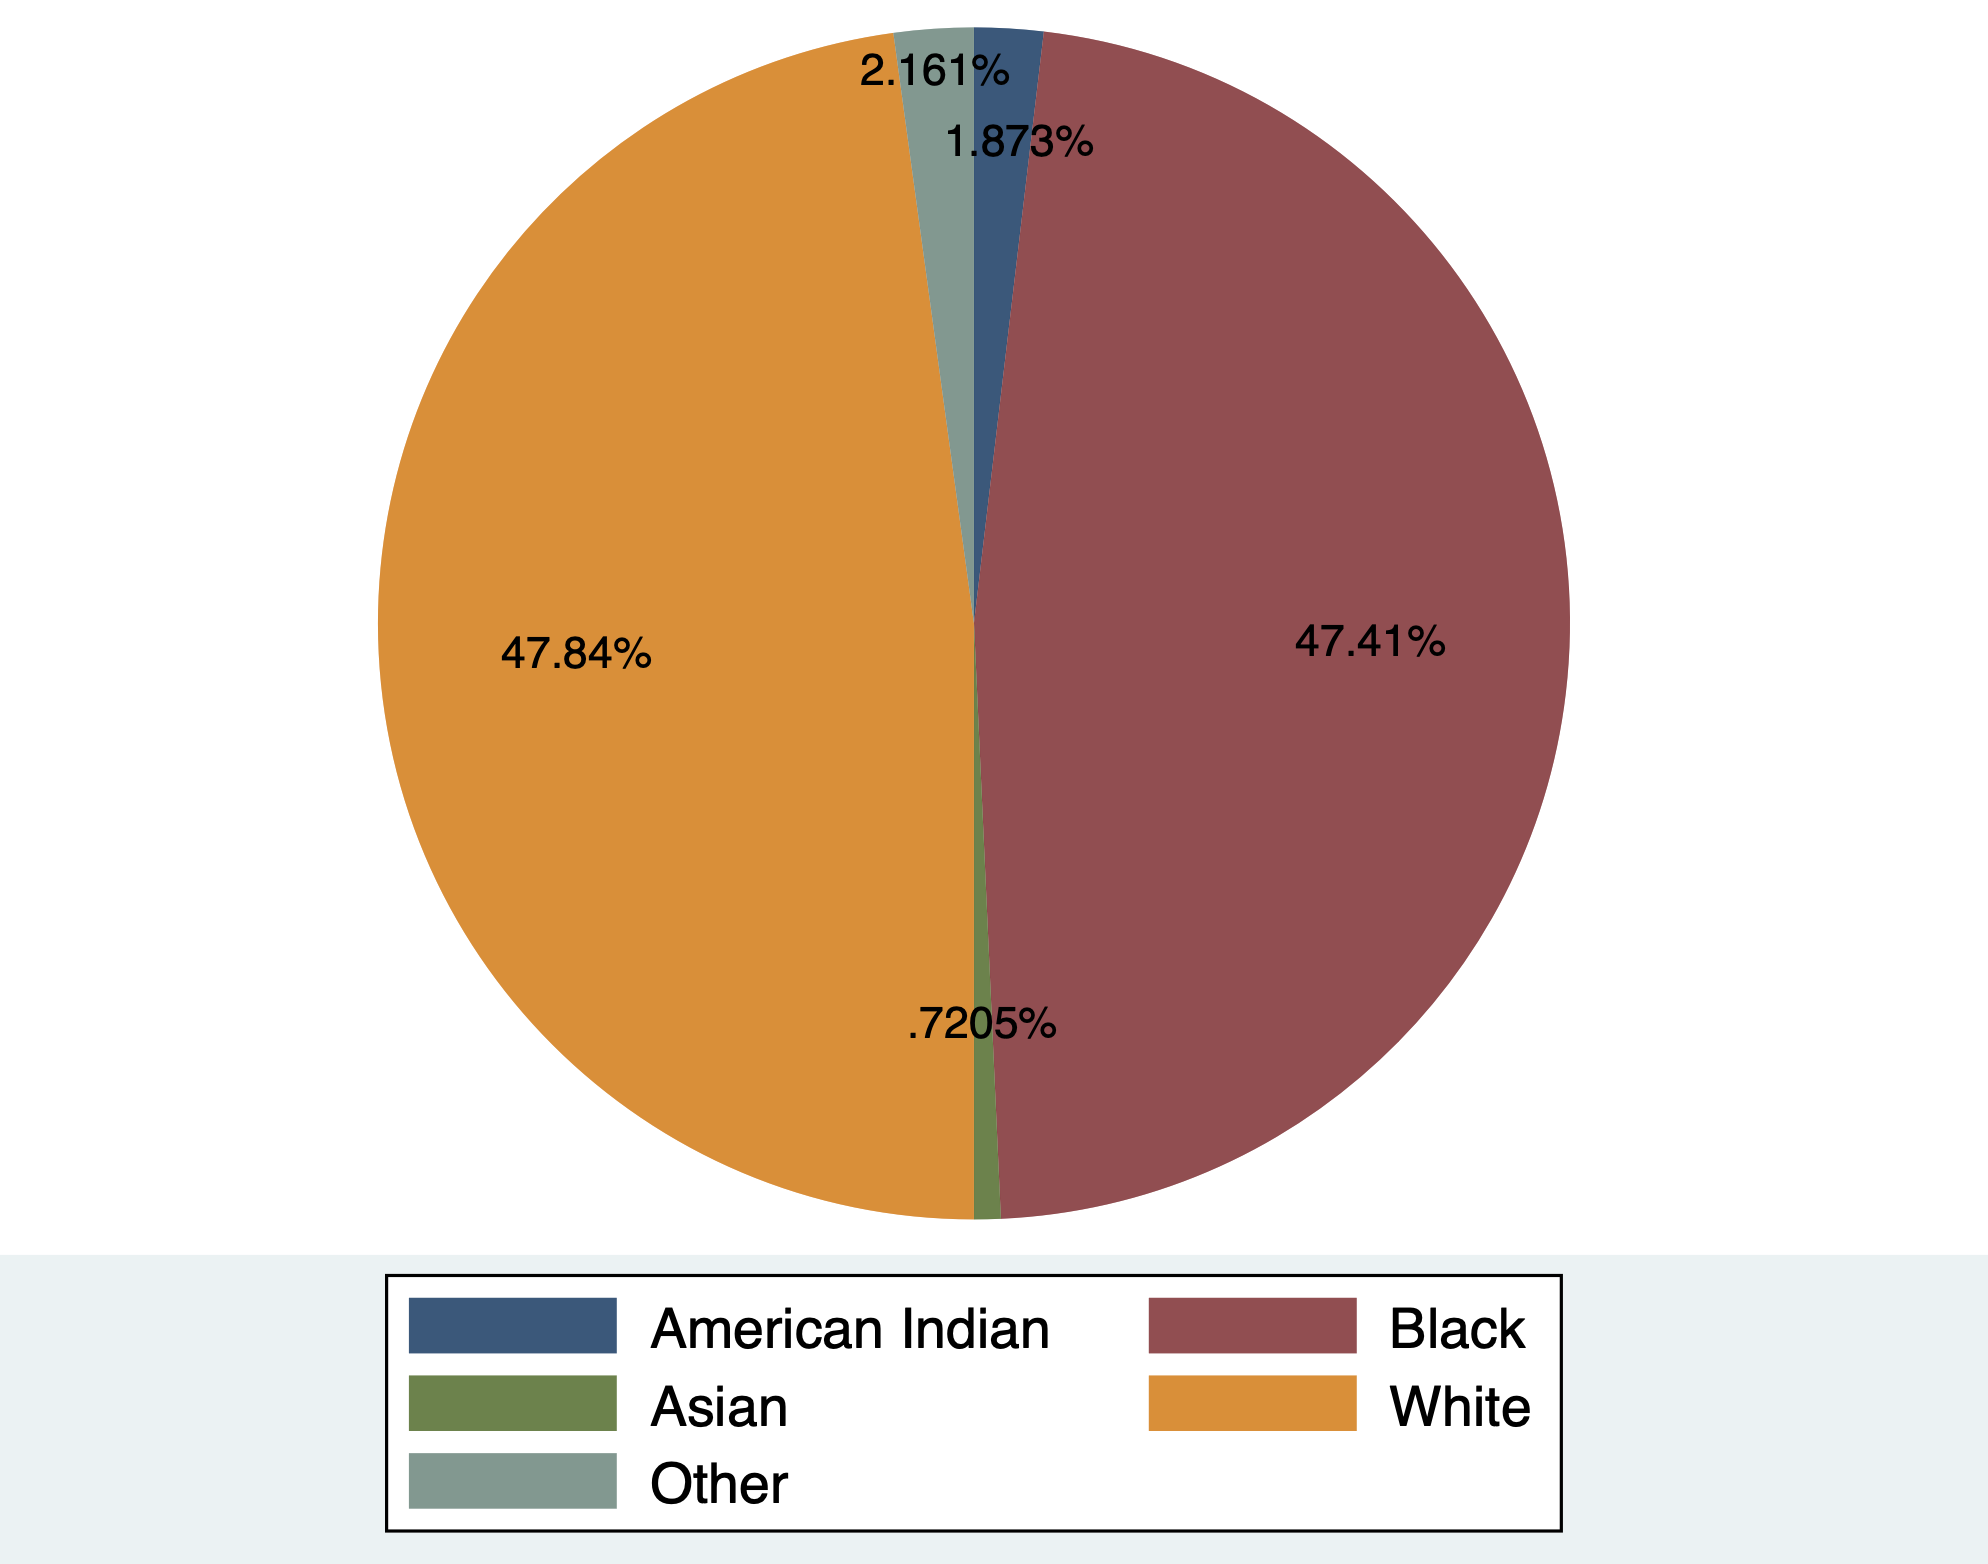 2.161%
1.873%
47.84%
47.41%
.7205%
American Indian
Black
Asian
White
Other